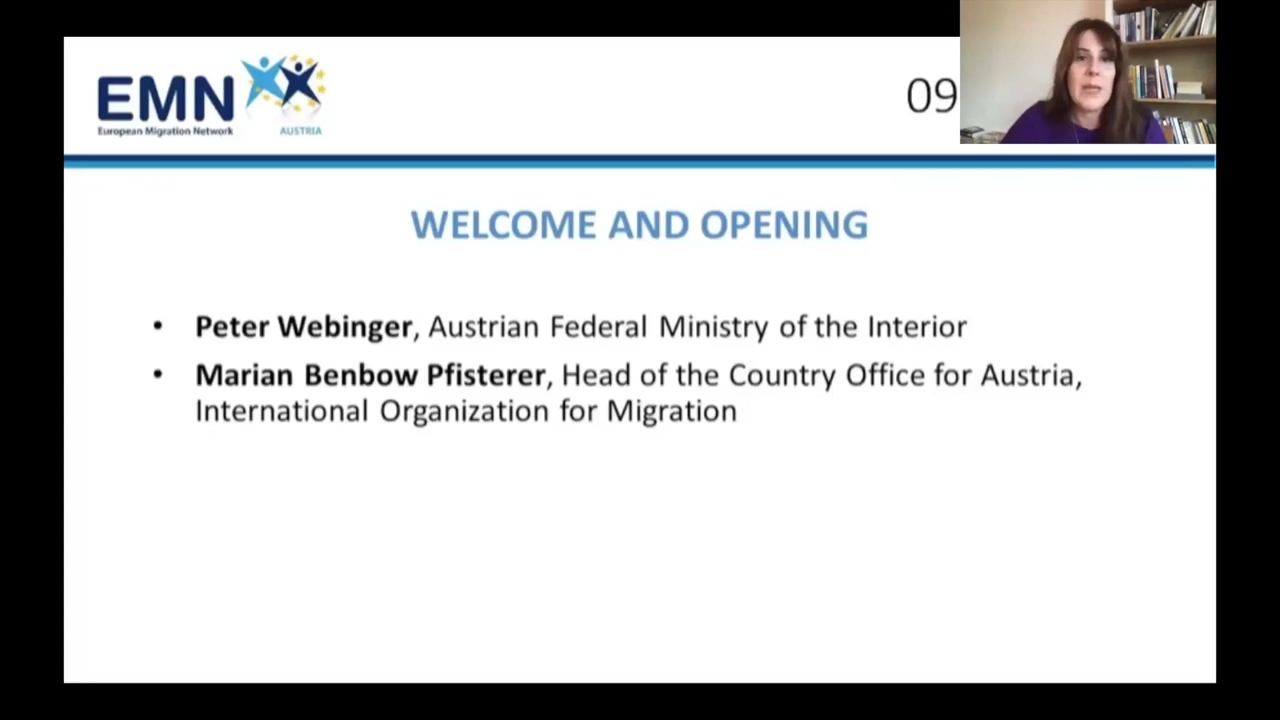 EMN
European Migration Network
AUSTRIA
09
WELCOME AND OPENING
• Peter Webinger, Austrian Federal Ministry of the Interior
• Marian Benbow Pfisterer, Head of the Country Office for Austria,
International Organization for Migration